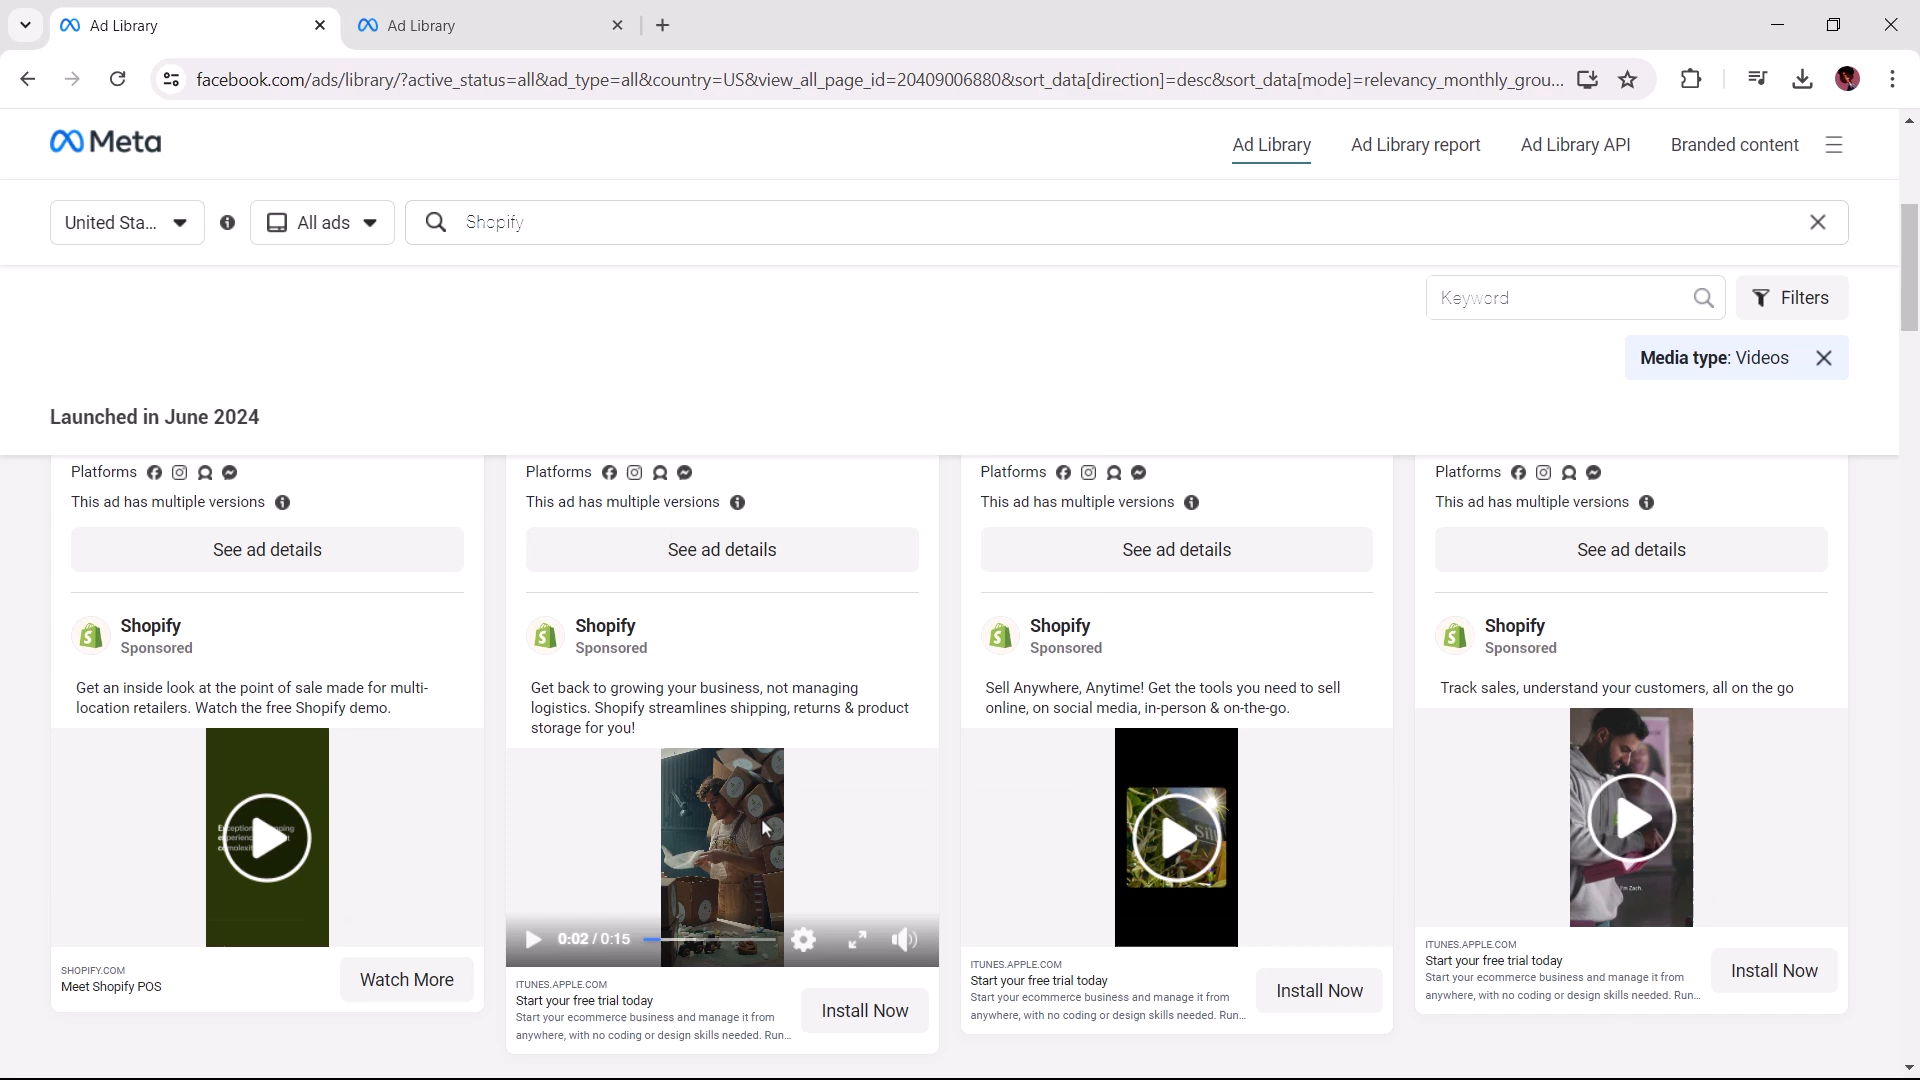 Ad Library
Ad Library
facebook.com/ads/library/?active_status=all&ad_type=all&country=US&view_all_page_id=20409006880&sort_data[direction]=desc&sort_data[mode]=relevancy_monthly_grou...
Meta
Ad Library
Ad Library report
Ad Library API
Branded content
United Sta...
All ads
Shopify
Keyword
Filters
Media type: Videos
Launched in June 2024
Platforms
This ad has multiple versions
See ad details
Shopify
Sponsored
Get an inside look at the point of sale made for multi-
location retailers. Watch the free Shopify demo.
SHOPIFY.COM
Meet Shopify POS
Watch More
Platforms
This ad has multiple versions
See ad details
Shopify
Sponsored
Get back to growing your business, not managing
logistics. Shopify streamlines shipping, returns & product
storage for you!
0:02 / 0:15
ITUNES.APPLE.COM
Start your free trial today
Start your ecommerce business and manage it from
anywhere, with no coding or design skills needed. Run...
Install Now
Platforms
This ad has multiple versions
See ad details
Shopify
Sponsored
Sell Anywhere, Anytime! Get the tools you need to sell
online, on social media, in-person & on-the-go.
ITUNES.APPLE.COM
Start your free trial today
Start your ecommerce business and manage it from
anywhere, with no coding or design skills needed. Run...
Install Now
Platforms
This ad has multiple versions
See ad details
Shopify
Sponsored
Track sales, understand your customers, all on the go
I'm Zach.
ITUNES.APPLE.COM
Start your free trial today
Start your ecommerce business and manage it from
anywhere, with no coding or design skills needed. Run...
Install Now